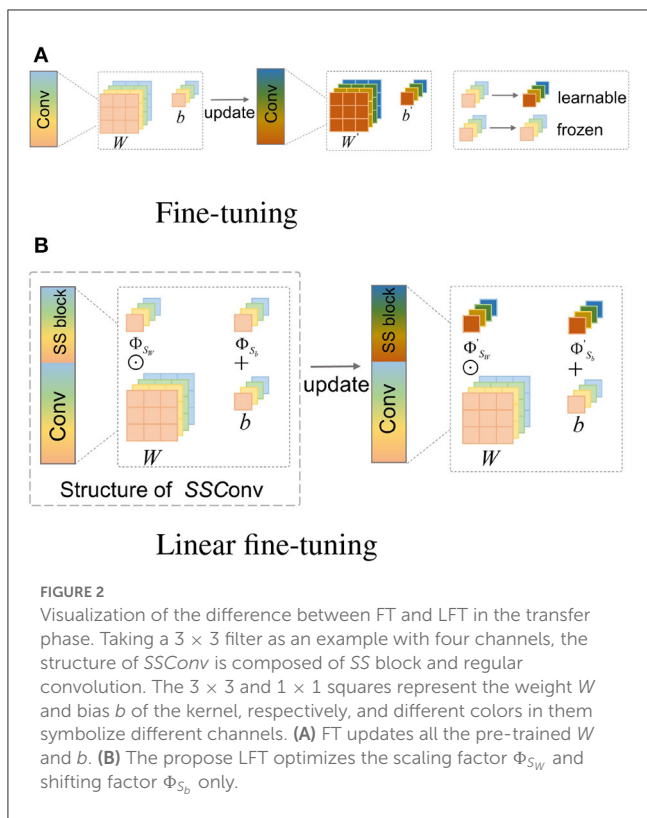 A
Conv
W
b
update
Conv
W'
b'
learnable
frozen
Fine-tuning
B
SS block
Conv
Φ_{S_W}
⊙
W
Φ_{S_b}
+
b
Structure of SSConv
update
SS block
Conv
Φ'_{S_W}
⊙
W
Φ'_{S_b}
+
b
Linear fine-tuning
FIGURE 2
Visualization of the difference between FT and LFT in the transfer
phase. Taking a 3 × 3 filter as an example with four channels, the
structure of SSConv is composed of SS block and regular
convolution. The 3 × 3 and 1 × 1 squares represent the weight W
and bias b of the kernel, respectively, and different colors in them
symbolize different channels. (A) FT updates all the pre-trained W
and b. (B) The propose LFT optimizes the scaling factor Φ_{S_W} and
shifting factor Φ_{S_b} only.